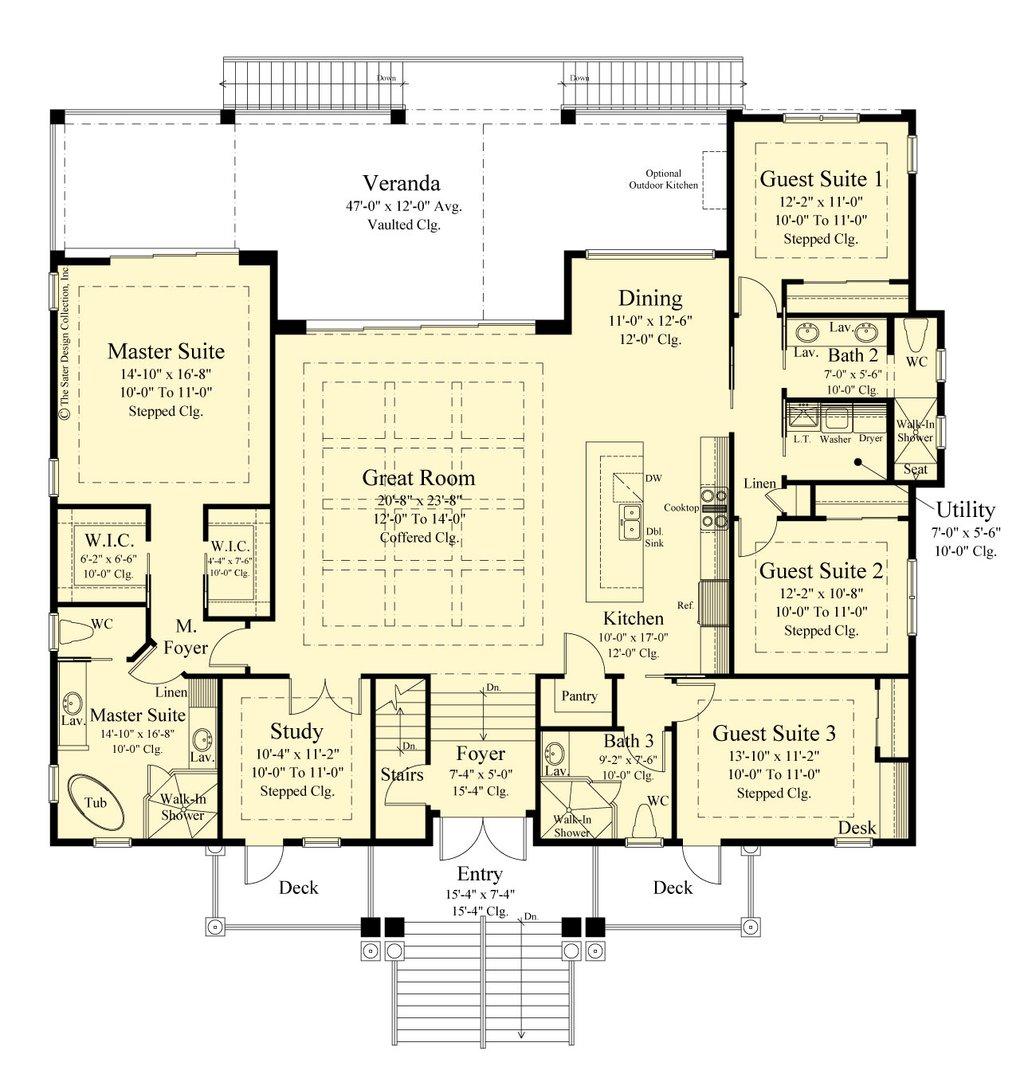 Down
Down
Veranda
47'-0" x 12'-0" Avg.
Vaulted Clg.
Optional
Outdoor Kitchen
Guest Suite 1
12'-2" x 11'-0"
10'-0" To 11'-0"
Stepped Clg.
© The Sater Design Collection, Inc.
Master Suite
14'-10" x 16'-8"
10'-0" To 11'-0"
Stepped Clg.
Dining
11'-0" x 12'-6"
12'-0" Clg.
Lav.
Lav.
Bath 2
7'-0" x 5'-6"
10'-0" Clg.
WC
L.T.
Washer
Dryer
Walk-In
Shower
Seat
Great Room
20'-8" x 23'-8"
12'-0" To 14'-0"
Coffered Clg.
DW
Cooktop
Dbl.
Sink
Linen
Utility
7'-0" x 5'-6"
10'-0" Clg.
W.I.C.
6'-2" x 6'-6"
10'-0" Clg.
W.I.C.
4'-4" x 7'-6"
10'-0" Clg.
Guest Suite 2
12'-2" x 10'-8"
10'-0" To 11'-0"
Stepped Clg.
Ref.
Kitchen
10'-0" x 17'-0"
12'-0" Clg.
WC
M.
Foyer
Linen
Pantry
Dn.
Lav.
Master Suite
14'-10" x 16'-8"
10'-0" Clg.
Lav.
Tub
Walk-In
Shower
Study
10'-4" x 11'-2"
10'-0" To 11'-0"
Stepped Clg.
Dn.
Stairs
Foyer
7'-4" x 5'-0"
15'-4" Clg.
Bath 3
9'-2" x 7'-6"
10'-0" Clg.
Lav.
WC
Walk-In
Shower
Guest Suite 3
13'-10" x 11'-2"
10'-0" To 11'-0"
Stepped Clg.
Desk
Deck
Entry
15'-4" x 7'-4"
15'-4" Clg.
Dn.
Deck